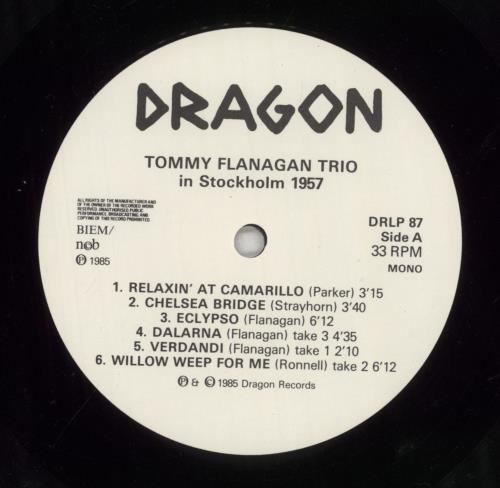 DRAGON
TOMMY FLANAGAN TRIO
in Stockholm 1957
ALL RIGHTS OF THE MANUFACTURER AND
OF THE OWNER OF THE RECORDED WORK
RESERVED. UNAUTHORISED PUBLIC
PERFORMANCE, BROADCASTING AND
COPYING OF THIS RECORD PROHIBITED
BIEM/
n©b
℗ 1985
DRLP 87
Side A
33 RPM
MONO
1. RELAXIN' AT CAMARILLO (Parker) 3'15
2. CHELSEA BRIDGE (Strayhorn) 3'40
3. ECLYPSO (Flanagan) 6'12
4. DALARNA (Flanagan) take 3 4'35
5. VERDANDI (Flanagan) take 1 2'10
6. WILLOW WEEP FOR ME (Ronnell) take 2 6'12
℗ & © 1985 Dragon Records